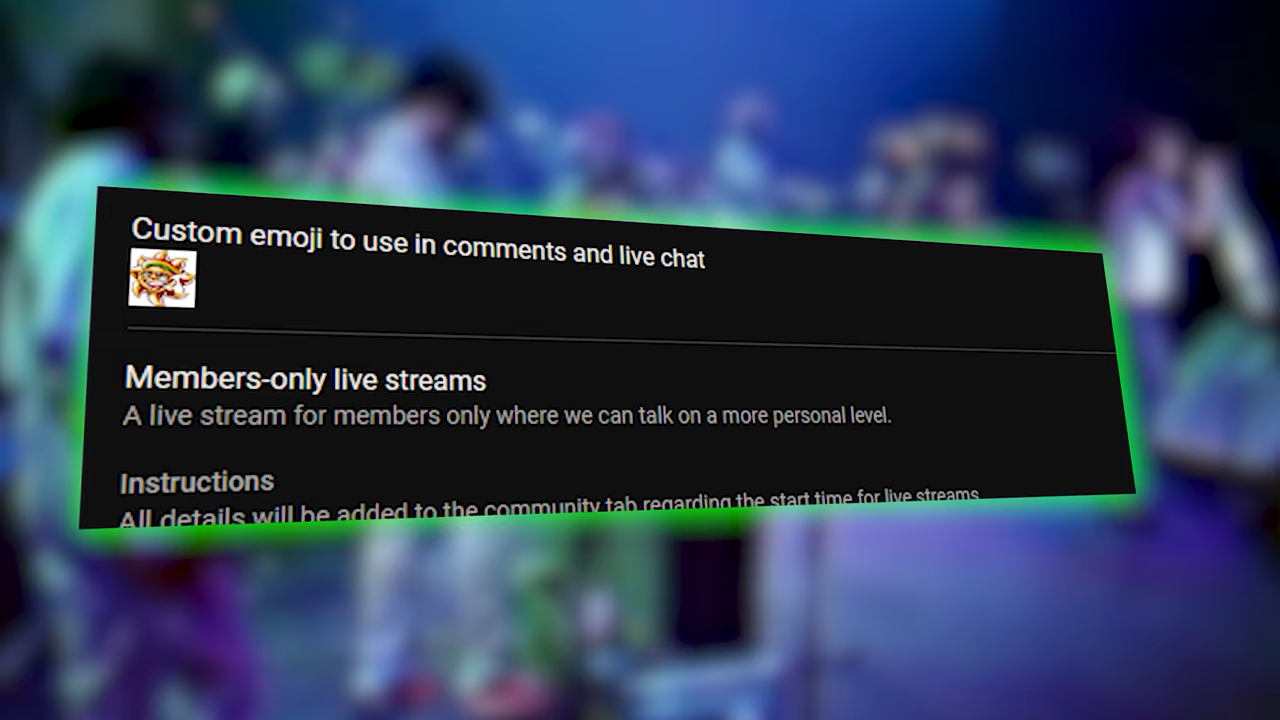 Custom emoji to use in comments and live chat
Members-only live streams
A live stream for members only where we can talk on a more personal level.
Instructions
All details will be added to the community tab regarding the start time for live streams